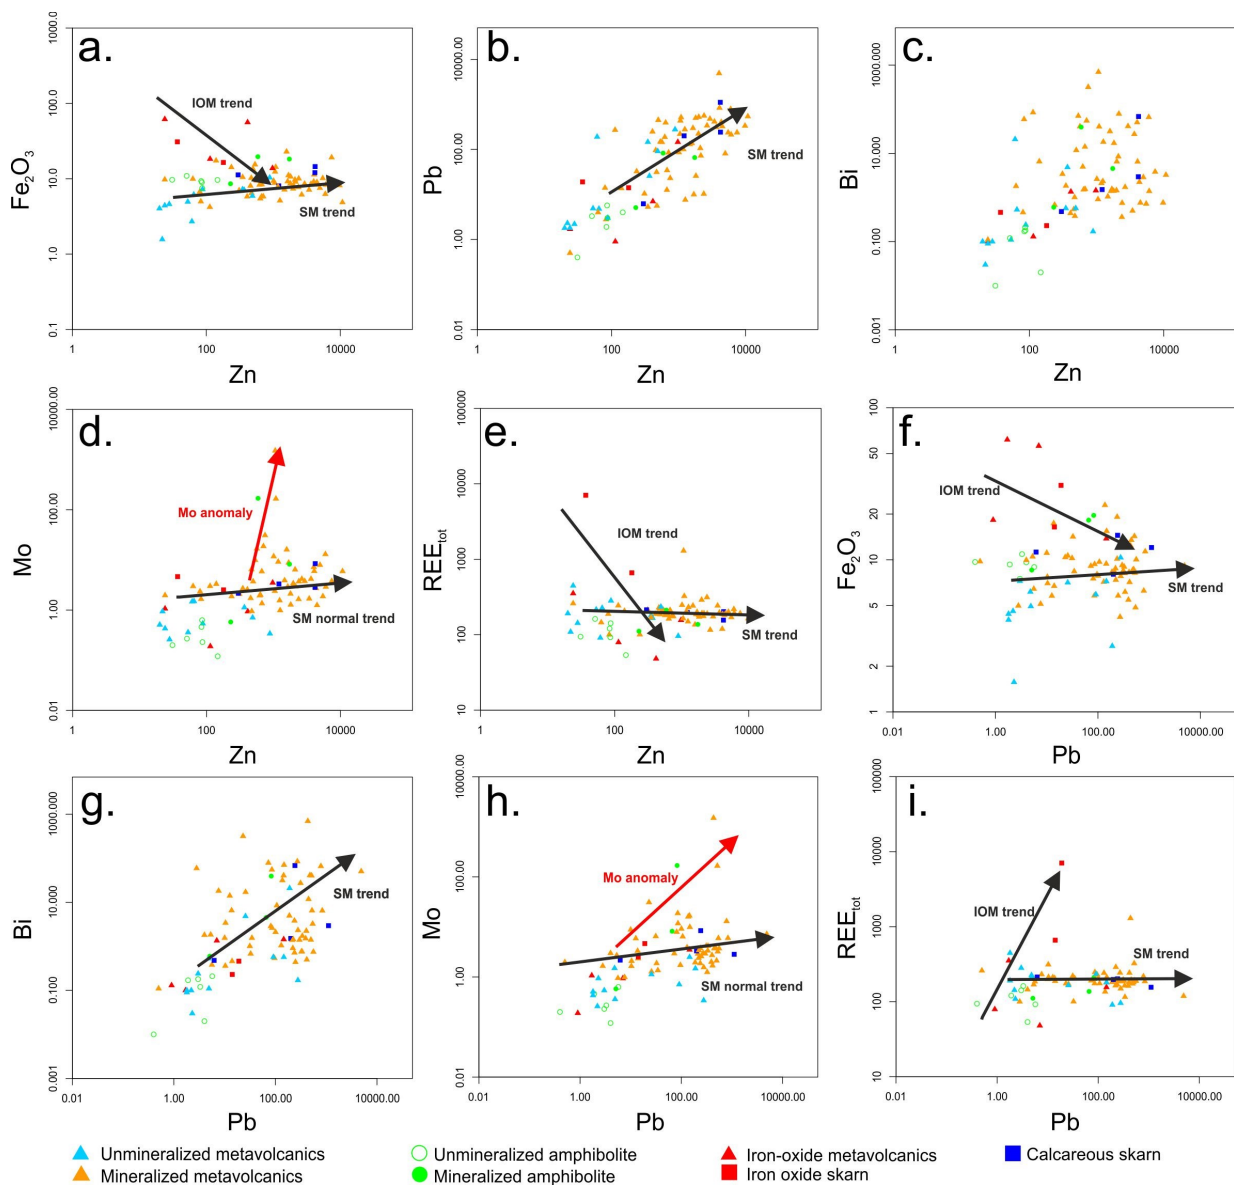 a.
1000.0
100.0
10.0
1.0
0.1
Fe2O3
IOM trend
SM trend
1
100
10000
Zn
b.
10000.00
100.00
1.00
0.01
Pb
SM trend
1
100
10000
Zn
c.
1000.000
10.000
0.100
0.001
Bi
1
100
10000
Zn
d.
10000.00
100.00
1.00
0.01
Mo
Mo anomaly
SM normal trend
1
100
10000
Zn
e.
100000
10000
1000
100
10
REEtot
IOM trend
SM trend
1
100
10000
Zn
f.
100
50
20
10
5
2
1
Fe2O3
IOM trend
SM trend
0.01
1.00
100.00
10000.00
Pb
g.
1000.000
10.000
0.100
0.001
Bi
SM trend
0.01
1.00
100.00
10000.00
Pb
h.
10000.00
100.00
1.00
0.01
Mo
Mo anomaly
SM normal trend
0.01
1.00
100.00
10000.00
Pb
i.
100000
10000
1000
100
10
REEtot
IOM trend
SM trend
0.01
1.00
100.00
10000.00
Pb
Unmineralized metavolcanics
Mineralized metavolcanics
Unmineralized amphibolite
Mineralized amphibolite
Iron-oxide metavolcanics
Iron oxide skarn
Calcareous skarn